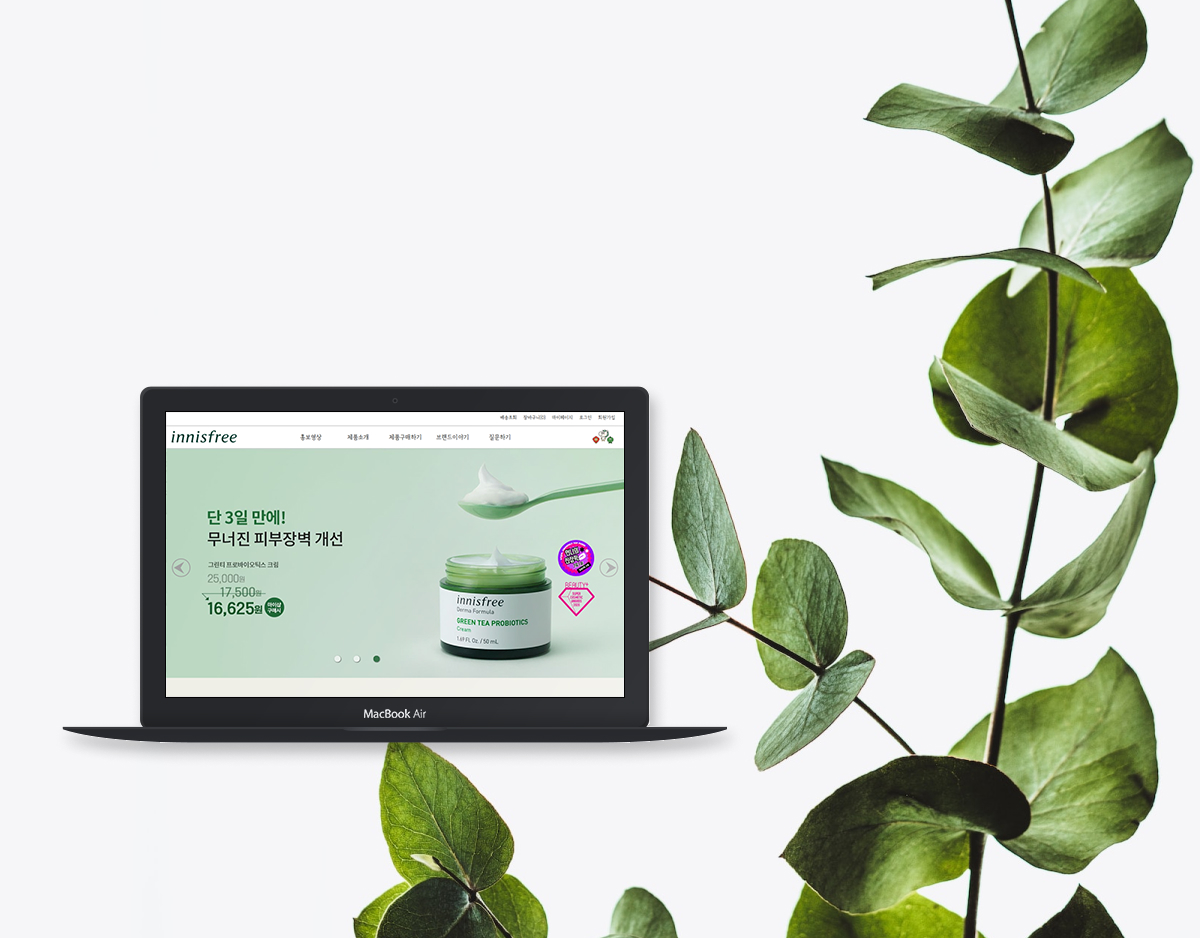 배송조회 장바구니(0) 마이페이지 로그인 회원가입
innisfree
홍보영상 제품소개 제품구매하기 브랜드이야기 질문하기
단 3일 만에!
무너진 피부장벽 개선
그린티 프로바이오틱스 크림
25,000원
17,500원
16,625원
innisfree
Derma Formula
GREEN TEA PROBIOTICS
Cream
1.69 FL Oz. / 50 mL
BEAUTY+
MacBook Air